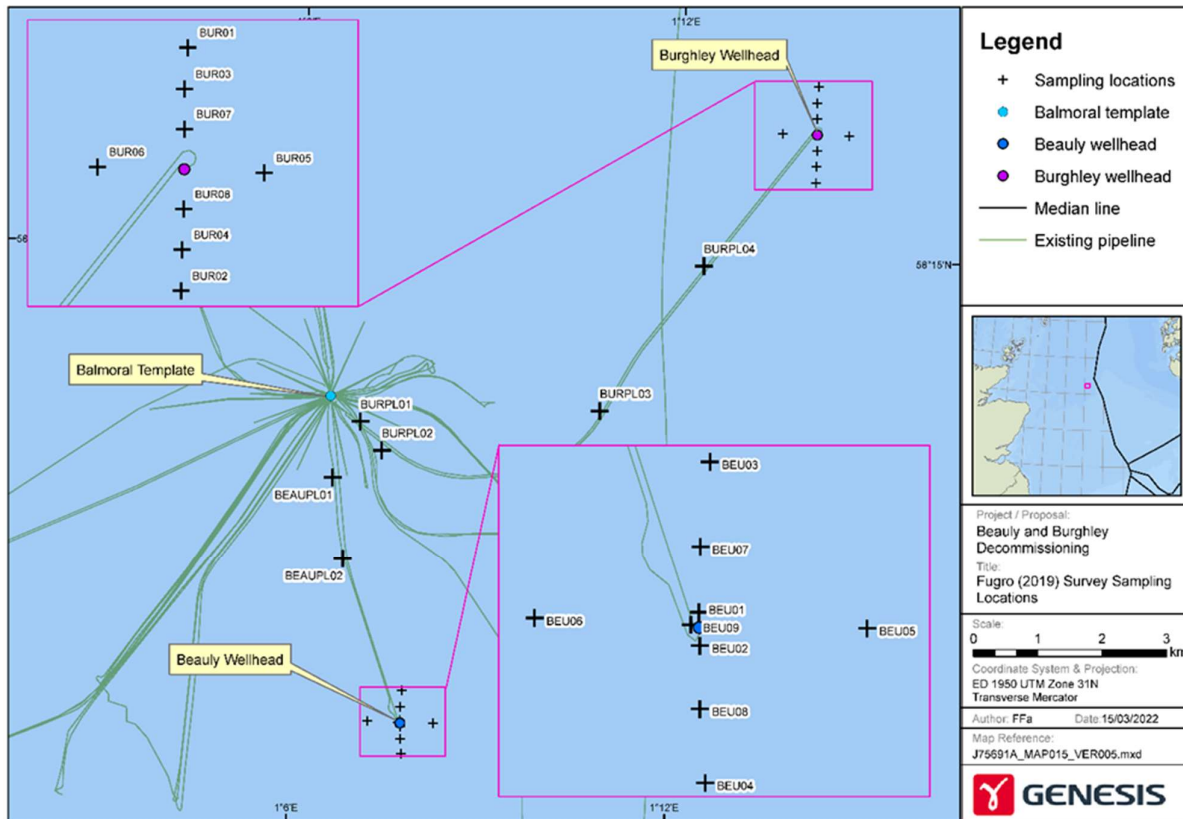 BUR01
BUR03
BUR07
BUR06
BUR05
BUR08
BUR04
BUR02
1°12'E
Burghley Wellhead
BURPL04
58°15'N
BURPL03
Balmoral Template
BURPL01
BURPL02
BEAUPL01
BEAUPL02
Beauly Wellhead
BEU03
BEU07
BEU01
BEU09
BEU06
BEU05
BEU02
BEU08
BEU04
1°6'E
1°12'E
Legend
Sampling locations
Balmoral template
Beauly wellhead
Burghley wellhead
Median line
Existing pipeline
Project / Proposal:
Beauly and Burghley
Decommissioning
Title:
Fugro (2019) Survey Sampling
Locations
Scale:
0 1 2 3
km
Coordinate System & Projection:
ED 1950 UTM Zone 31N
Transverse Mercator
Author: FFa Date:15/03/2022
Map Reference:
J75691A_MAP015_VER005.mxd
GENESIS